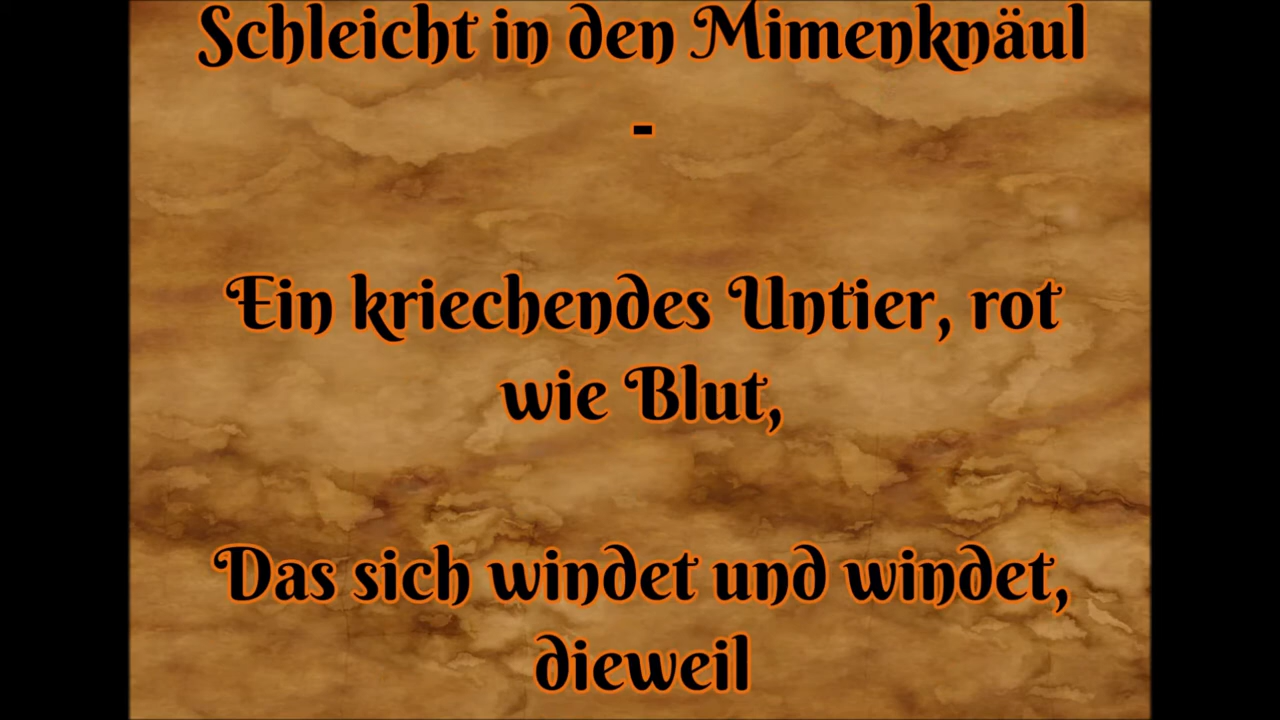 Schleicht in den Mimenknäul
-
Ein kriechendes Untier, rot
wie Blut,
Das sich windet und windet,
dieweil